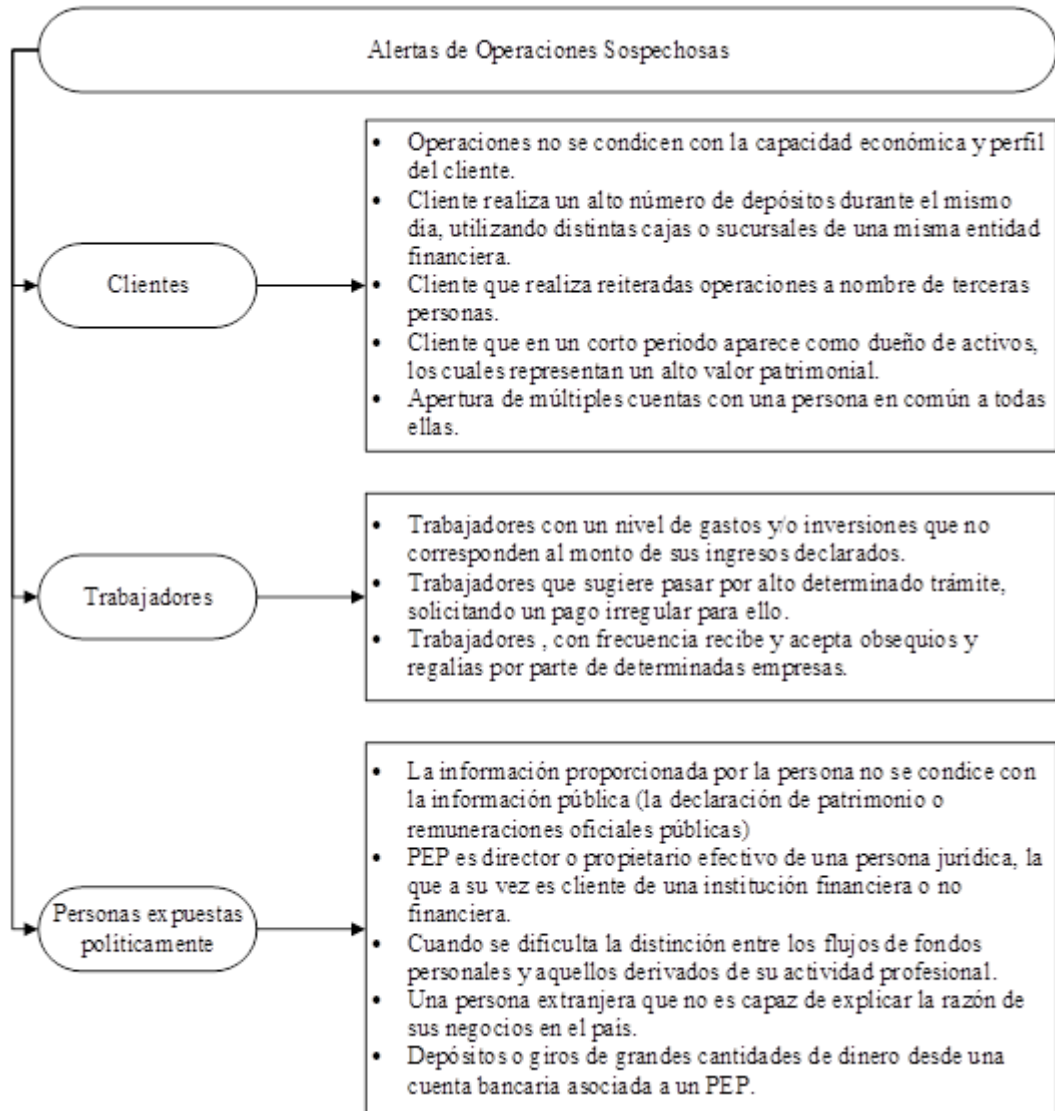 Alertas de Operaciones Sospechosas
Clientes
• Operaciones no se condicen con la capacidad económica y perfil
del cliente.
• Cliente realiza un alto número de depósitos durante el mismo
día, utilizando distintas cajas o sucursales de una misma entidad
financiera.
• Cliente que realiza reiteradas operaciones a nombre de terceras
personas.
• Cliente que en un corto periodo aparece como dueño de activos,
los cuales representan un alto valor patrimonial.
• Apertura de múltiples cuentas con una persona en común a todas
ellas.
Trabajadores
• Trabajadores con un nivel de gastos y/o inversiones que no
corresponden al monto de sus ingresos declarados.
• Trabajadores que sugiere pasar por alto determinado trámite,
solicitando un pago irregular para ello.
• Trabajadores , con frecuencia recibe y acepta obsequios y
regalias por parte de determinadas empresas.
Personas expuestas
políticamente
• La información proporcionada por la persona no se condice con
la información pública (la declaración de patrimonio o
remuneraciones oficiales públicas)
• PEP es director o propietario efectivo de una persona jurídica, la
que a su vez es cliente de una institución financiera o no
financiera.
• Cuando se dificulta la distinción entre los flujos de fondos
personales y aquellos derivados de su actividad profesional.
• Una persona extranjera que no es capaz de explicar la razón de
sus negocios en el país.
• Depósitos o giros de grandes cantidades de dinero desde una
cuenta bancaria asociada a un PEP.